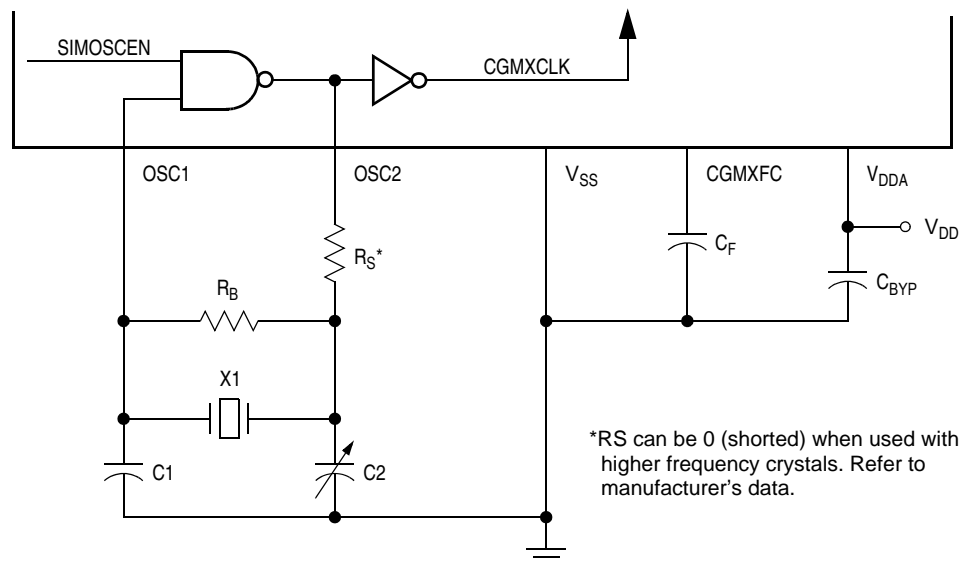 SIMOSCEN
CGMXCLK
OSC1
OSC2
VSS
CGMXFC
VDDA
VDD
RS*
CF
CBYP
RB
X1
C1
C2
*RS can be 0 (shorted) when used with
higher frequency crystals. Refer to
manufacturer's data.